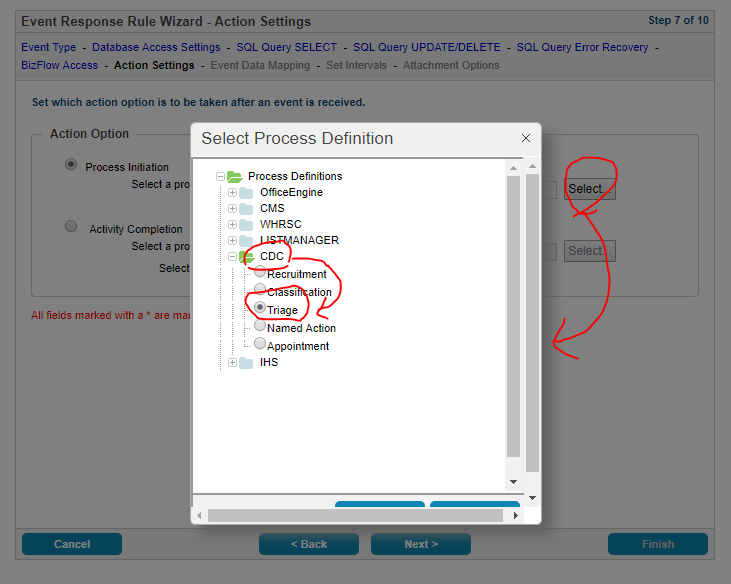 Event Response Rule Wizard - Action Settings
Step 7 of 10
Event Type - Database Access Settings - SQL Query SELECT - SQL Query UPDATE/DELETE - SQL Query Error Recovery -
BizFlow Access - Action Settings - Event Data Mapping - Set Intervals - Attachment Options
Set which action option is to be taken after an event is received.
Action Option
Process Initiation
Select a pro
Select...
Activity Completion
Select a pro
Select...
Select
All fields marked with a * are mar
Select Process Definition
Process Definitions
OfficeEngine
CMS
WHRSC
LISTMANAGER
CDC
Recruitment
Classification
Triage
Named Action
Appointment
IHS
Cancel
< Back
Next >
Finish